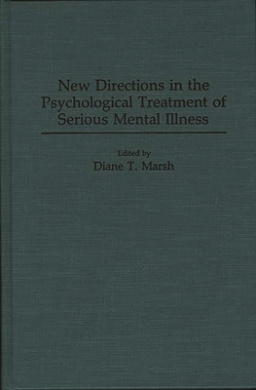 New Directions in the
Psychological Treatment of
Serious Mental Illness
Edited by
Diane T. Marsh